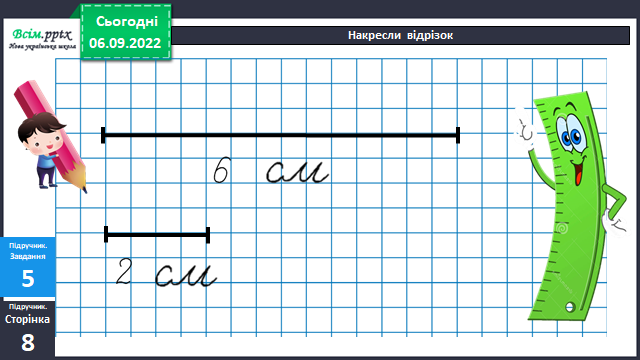 Всім.pptx
Нова українська школа
Сьогодні
06.09.2022
Накресли відрізок
6 см
2 см
Підручник.
Завдання
5
Підручник.
Сторінка
8